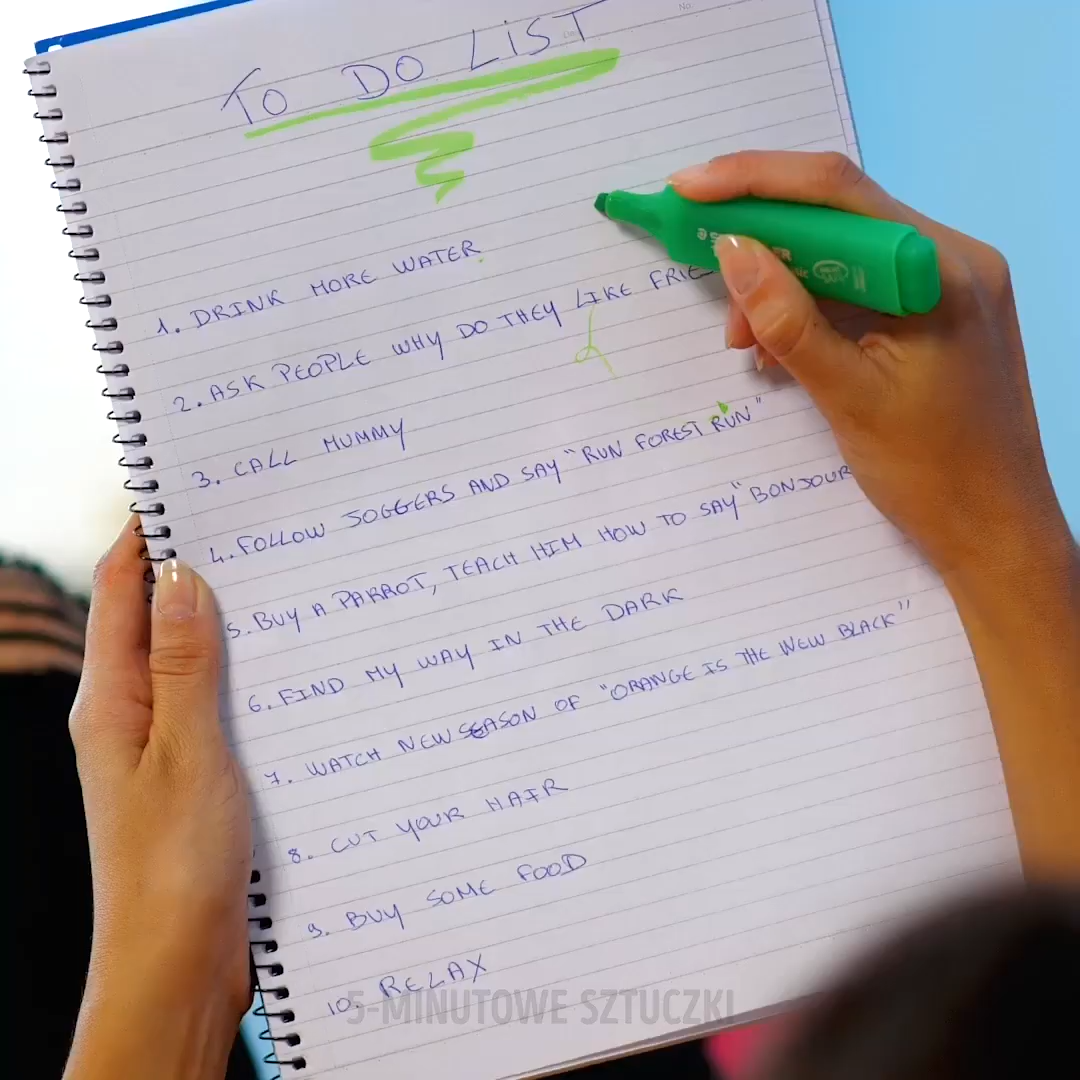 TO DO LIST
1. DRINK MORE WATER.
2. ASK PEOPLE WHY DO THEY LIKE
3. CALL MUMMY
4. FOLLOW JOGGERS AND SAY "RUN FOREST RUN"
5. BUY A PARROT, TEACH HIM HOW TO SAY "BONJOUR
6. FIND MY WAY IN THE DARK
7. WATCH NEW SEASON OF "ORANGE IS THE NEW BLACK"
8. CUT YOUR HAIR
9. BUY SOME FOOD
10. RELAX
5-MINUTOWE SZTUCZKI